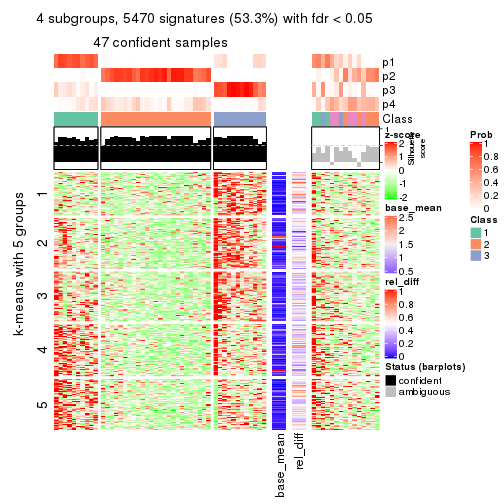 4 subgroups, 5470 signatures (53.3%) with fdr < 0.05
47 confident samples
p1
p2
p3
p4
Class
1
Silhouette
score
k-means with 5 groups
1
2
3
4
5
base_mean
rel_diff
z-score
2
1
0
-1
-2
base_mean
2.5
2
1.5
1
0.5
rel_diff
1
0.8
0.6
0.4
0.2
0
Status (barplots)
confident
ambiguous
Prob
1
0.8
0.6
0.4
0.2
0
Class
1
2
3